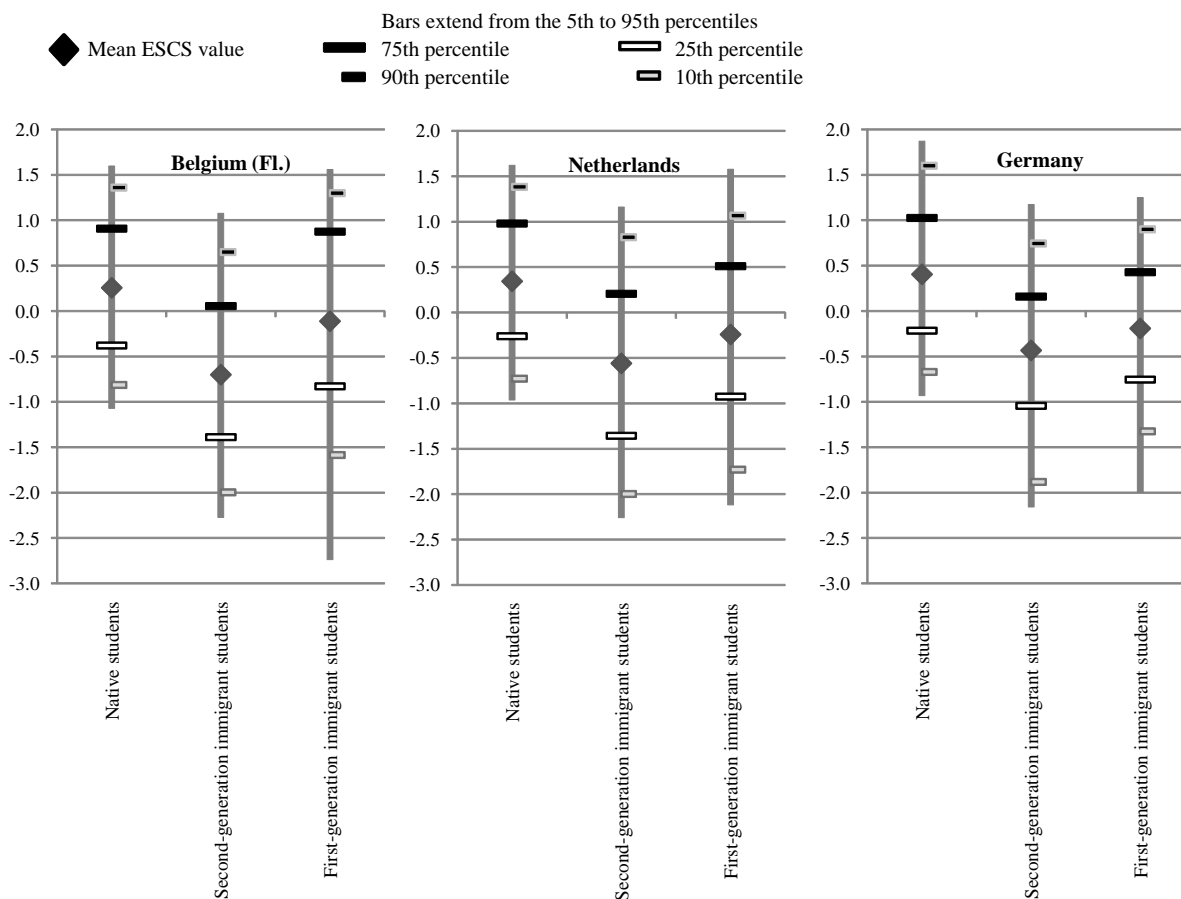 Bars extend from the 5th to 95th percentiles
Mean ESCS value
75th percentile
25th percentile
90th percentile
10th percentile
Belgium (Fl.)
2.0
1.5
1.0
0.5
0.0
-0.5
-1.0
-1.5
-2.0
-2.5
-3.0
Native students
Second-generation immigrant students
First-generation immigrant students
Netherlands
2.0
1.5
1.0
0.5
0.0
-0.5
-1.0
-1.5
-2.0
-2.5
-3.0
Native students
Second-generation immigrant students
First-generation immigrant students
Germany
2.0
1.5
1.0
0.5
0.0
-0.5
-1.0
-1.5
-2.0
-2.5
-3.0
Native students
Second-generation immigrant students
First-generation immigrant students